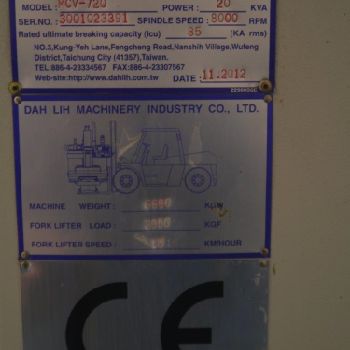 MODEL: MCV-720 POWER: 20 KVA
SER.NO.: 3001023391 SPINDLE SPEED: 8000 RPM
Rated ultimate breaking capacity (Icu) 35 (KA rms)
NO.3,Kung-Yeh Lane,Fengcheng Road,Nanshih Village,Wufeng
District,Taichung City (41357),Taiwan.
TEL:886-4-23334567 FAX:886-4-23307567
Web-site:http://www.dahlih.com.tw DATE: 11.2012
DAH LIH MACHINERY INDUSTRY CO., LTD.
MACHINE WEIGHT: KGW
FORK LIFTER LOAD: KGF
FORK LIFTER SPEED: KM/HOUR
CE